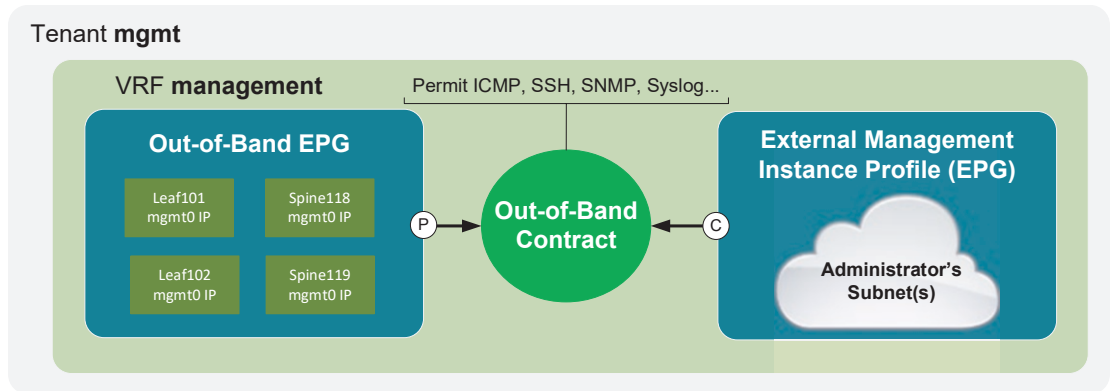 Tenant mgmt
VRF management
Permit ICMP, SSH, SNMP, Syslog...
Out-of-Band EPG
Leaf101
mgmt0 IP
Spine118
mgmt0 IP
Leaf102
mgmt0 IP
Spine119
mgmt0 IP
P
Out-of-Band
Contract
C
External Management
Instance Profile (EPG)
Administrator's
Subnet(s)